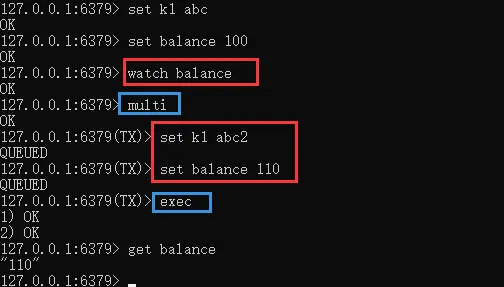 127.0.0.1:6379> set k1 abc
OK
127.0.0.1:6379> set balance 100
OK
127.0.0.1:6379> watch balance
OK
127.0.0.1:6379> multi
OK
127.0.0.1:6379(TX)> set k1 abc2
QUEUED
127.0.0.1:6379(TX)> set balance 110
QUEUED
127.0.0.1:6379(TX)> exec
1) OK
2) OK
127.0.0.1:6379> get balance
"110"
127.0.0.1:6379>